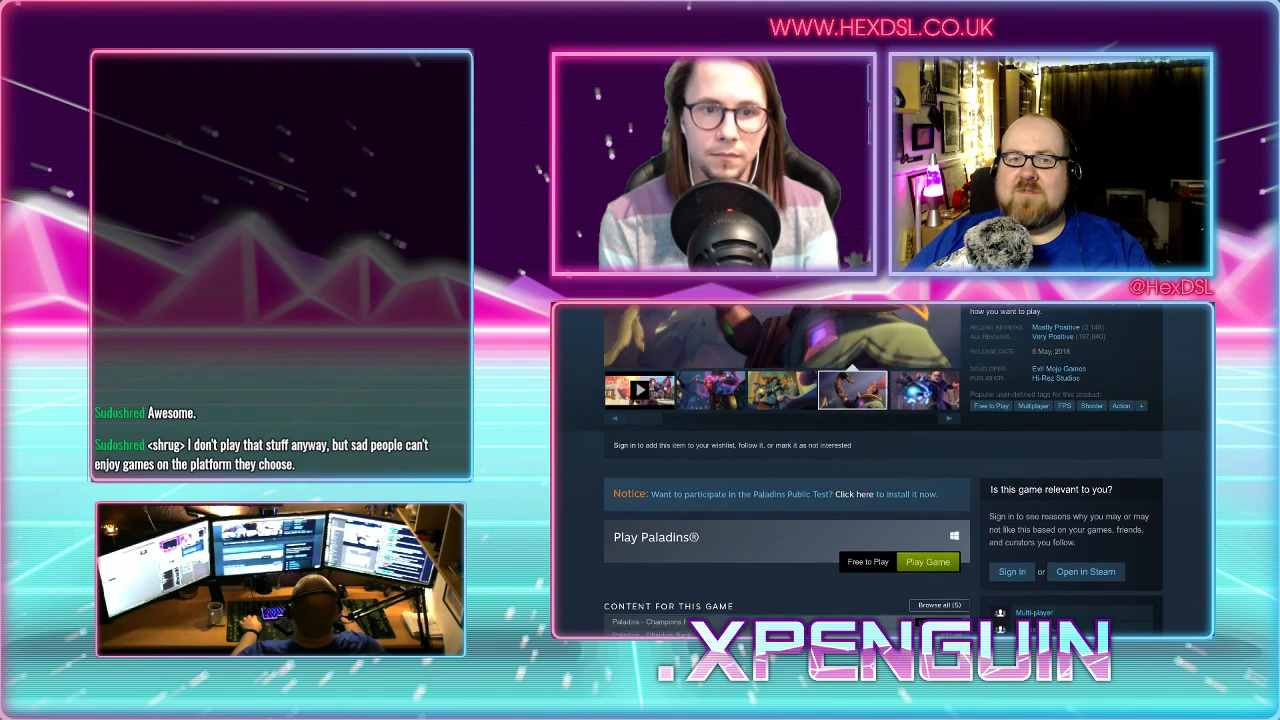 WWW.HEXDSL.CO.UK
@HexDSL
Sudoshred Awesome.
Sudoshred <shrug> I don't play that stuff anyway, but sad people can't
enjoy games on the platform they choose.
how you want to play.
RECENT REVIEWS: Mostly Positive (3,146)
ALL REVIEWS: Very Positive (197,840)
RELEASE DATE: 8 May, 2018
DEVELOPER: Evil Mojo Games
PUBLISHER: Hi-Rez Studios
Popular user-defined tags for this product:
Free to Play Multiplayer FPS Shooter Action +
Sign in to add this item to your wishlist, follow it, or mark it as not interested
Notice: Want to participate in the Paladins Public Test? Click here to install it now.
Play Paladins®
Free to Play Play Game
CONTENT FOR THIS GAME Browse all (5)
Paladins - Champions
Is this game relevant to you?
Sign in to see reasons why you may or
may not like this based on your games, friends,
and curators you follow.
Sign in or Open in Steam
Multi-player
.XPENGUIN